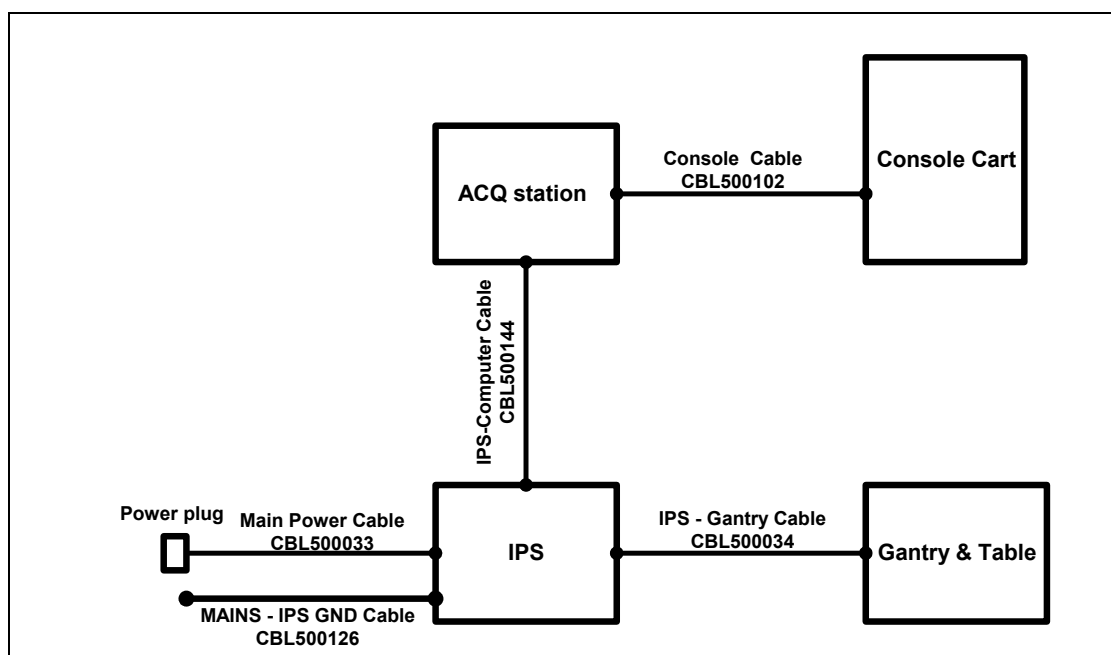 Console Cart
ACQ station
Console Cable
CBL500102
IPS-Computer Cable
CBL500144
Power plug
Main Power Cable
CBL500033
IPS
IPS - Gantry Cable
CBL500034
Gantry & Table
MAINS - IPS GND Cable
CBL500126